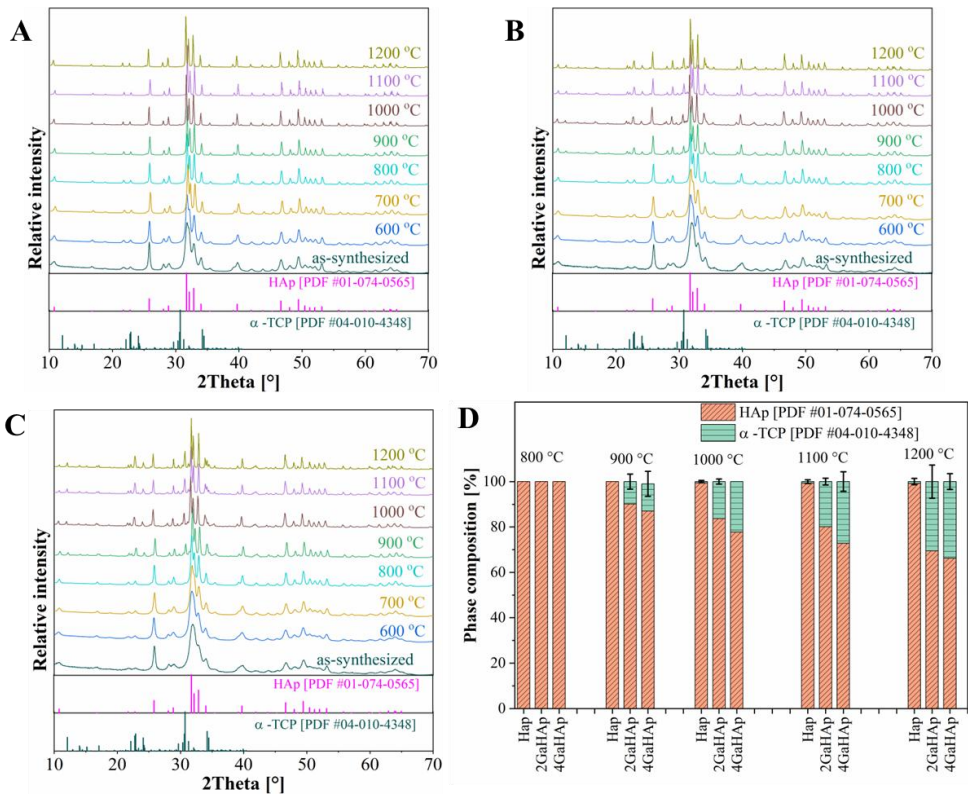 A
Relative intensity
1200 °C
1100 °C
1000 °C
900 °C
800 °C
700 °C
600 °C
as-synthesized
HAp [PDF #01-074-0565]
α -TCP [PDF #04-010-4348]
10 20 30 40 50 60 70
2Theta [°]
B
Relative intensity
1200 °C
1100 °C
1000 °C
900 °C
800 °C
700 °C
600 °C
as-synthesized
HAp [PDF #01-074-0565]
α -TCP [PDF #04-010-4348]
10 20 30 40 50 60 70
2Theta [°]
C
Relative intensity
1200 °C
1100 °C
1000 °C
900 °C
800 °C
700 °C
600 °C
as-synthesized
HAp [PDF #01-074-0565]
α -TCP [PDF #04-010-4348]
10 20 30 40 50 60 70
2Theta [°]
D
HAp [PDF #01-074-0565]
α -TCP [PDF #04-010-4348]
800 °C 900 °C 1000 °C 1100 °C 1200 °C
Phase composition [%]
100
80
60
40
20
0
Hap 2GaHAp 4GaHAp Hap 2GaHAp 4GaHAp Hap 2GaHAp 4GaHAp Hap 2GaHAp 4GaHAp Hap 2GaHAp 4GaHAp